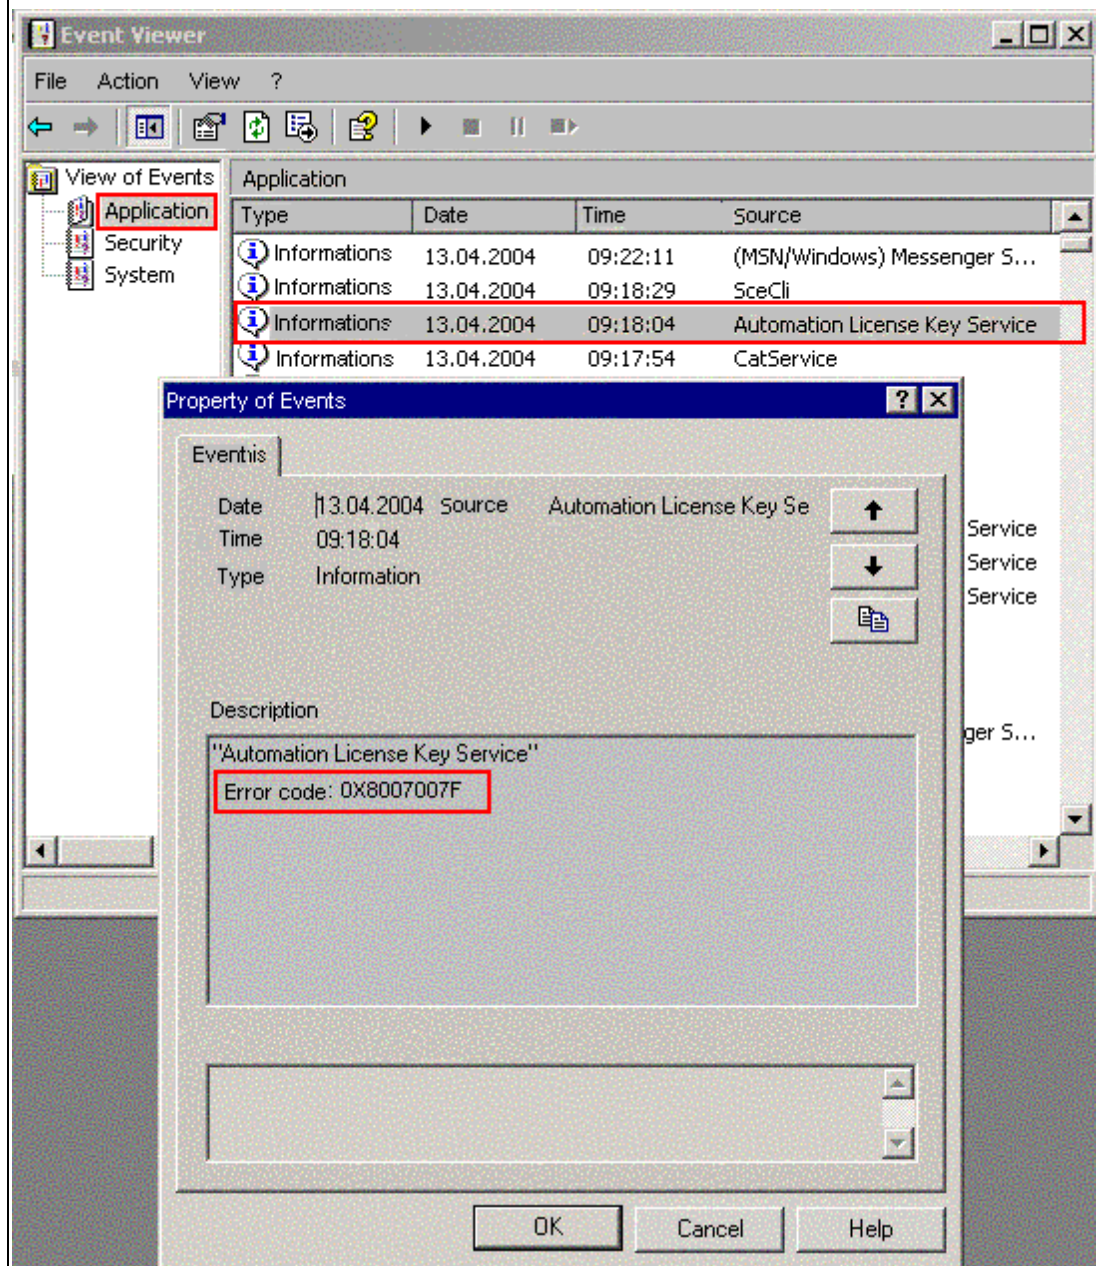 Event Viewer
File Action View ?
View of Events
Application
Security
System
Application
Type Date Time Source
Informations 13.04.2004 09:22:11 (MSN/Windows) Messenger S...
Informations 13.04.2004 09:18:29 SceCli
Informations 13.04.2004 09:18:04 Automation License Key Service
Informations 13.04.2004 09:17:54 CatService
Service
Service
Service
ger S...
Property of Events
Eventhis
Date 13.04.2004 Source Automation License Key Se
Time 09:18:04
Type Information
Description
"Automation License Key Service"
Error code: 0X8007007F
OK Cancel Help